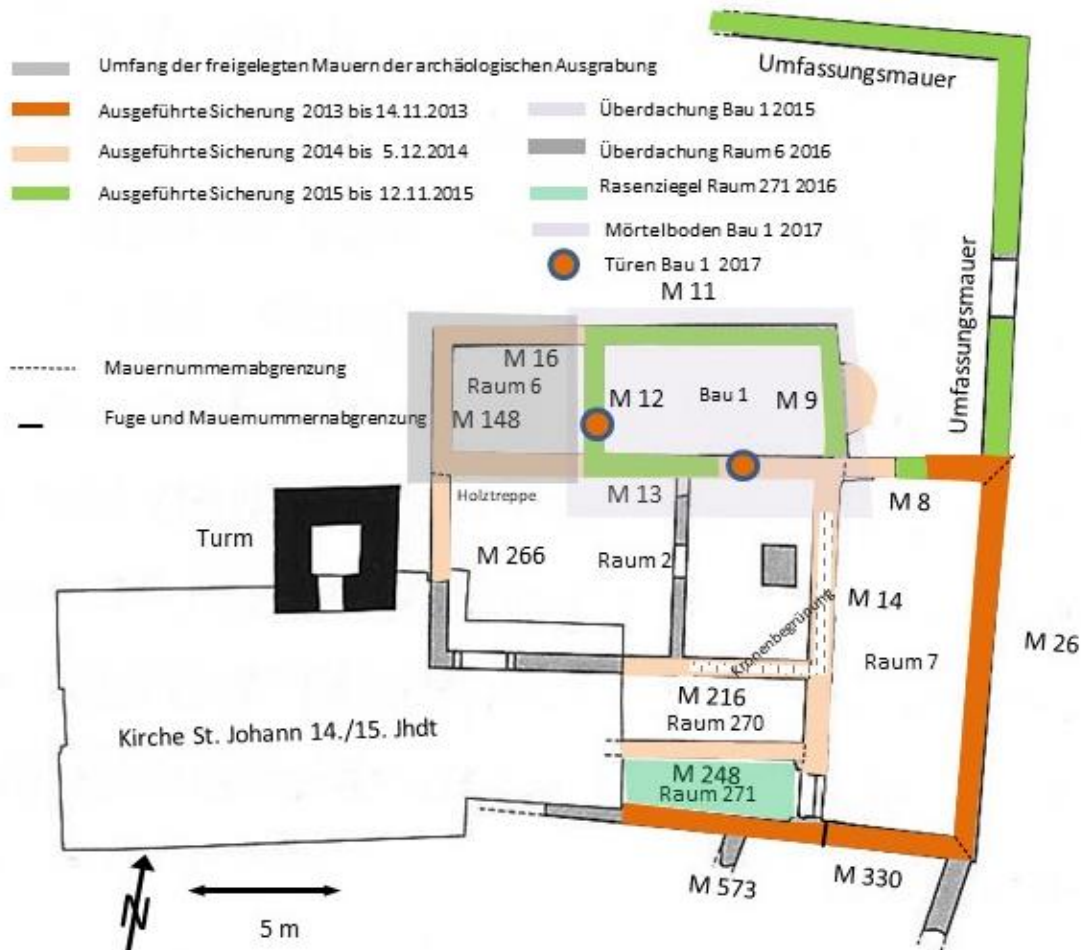 Umfang der freigelegten Mauern der archäologischen Ausgrabung
Ausgeführte Sicherung 2013 bis 14.11.2013
Ausgeführte Sicherung 2014 bis 5.12.2014
Ausgeführte Sicherung 2015 bis 12.11.2015
Überdachung Bau 1 2015
Überdachung Raum 6 2016
Rasenziegel Raum 271 2016
Mörtelboden Bau 1 2017
Türen Bau 1 2017
Umfassungsmauer
Umfassungsmauer
Mauernummernabgrenzung
Fuge und Mauernummernabgrenzung
M 11
M 16
Raum 6
M 148
M 12
Bau 1
M 9
Holztreppe
M 13
M 8
Turm
M 266
Raum 2
Kronenbegrünung
M 14
Raum 7
M 26
M 216
Raum 270
Kirche St. Johann 14./15. Jhdt
M 248
Raum 271
M 573
M 330
N
5 m